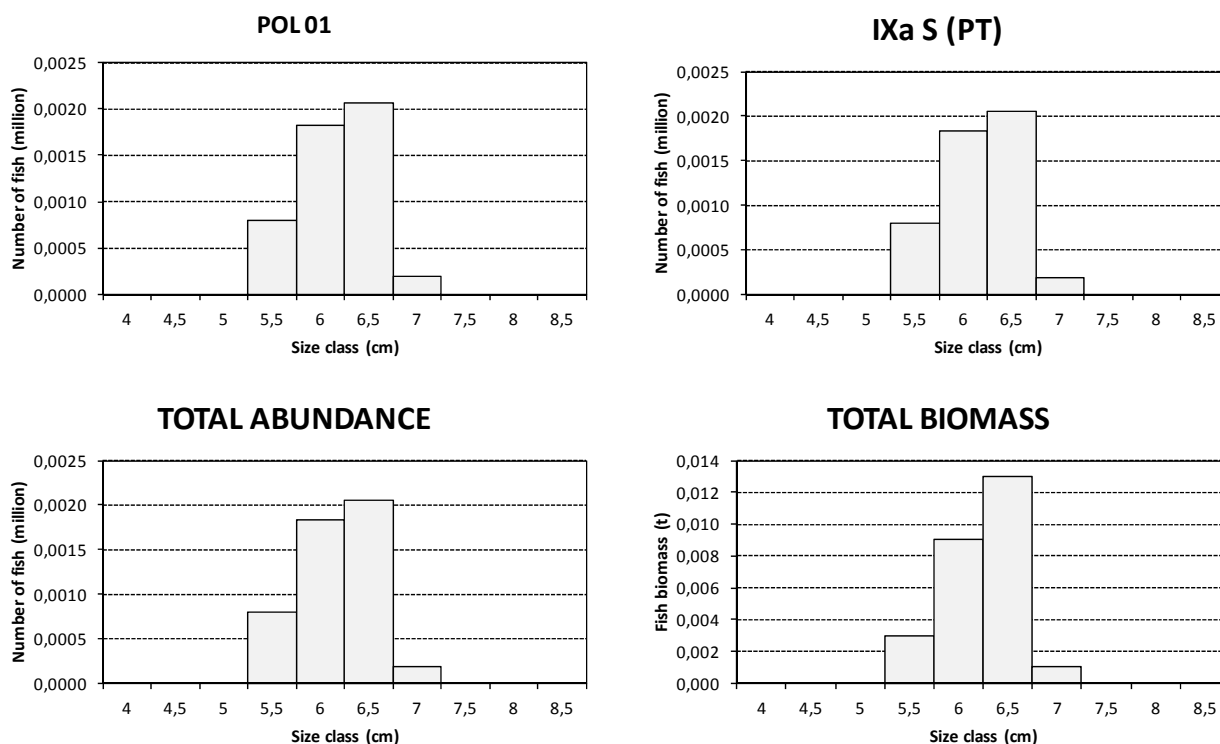 POL 01
0,0025
0,0020
0,0015
0,0010
0,0005
0,0000
Number of fish (million)
4 4,5 5 5,5 6 6,5 7 7,5 8 8,5
Size class (cm)
IXa S (PT)
0,0025
0,0020
0,0015
0,0010
0,0005
0,0000
Number of fish (million)
4 4,5 5 5,5 6 6,5 7 7,5 8 8,5
Size class (cm)
TOTAL ABUNDANCE
0,0025
0,0020
0,0015
0,0010
0,0005
0,0000
Number of fish (million)
4 4,5 5 5,5 6 6,5 7 7,5 8 8,5
Size class (cm)
TOTAL BIOMASS
0,014
0,012
0,010
0,008
0,006
0,004
0,002
0,000
Fish biomass (t)
4 4,5 5 5,5 6 6,5 7 7,5 8 8,5
Size class (cm)